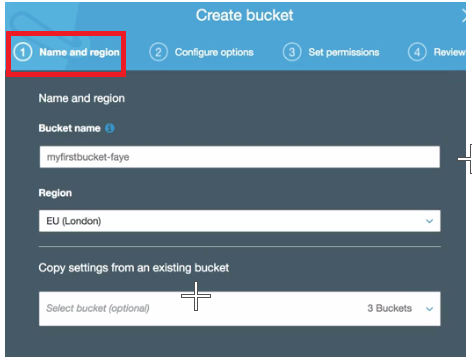 Create bucket
1 Name and region 2 Configure options 3 Set permissions 4 Review
Name and region
Bucket name
myfirstbucket-faye
Region
EU (London)
Copy settings from an existing bucket
Select bucket (optional) 3 Buckets